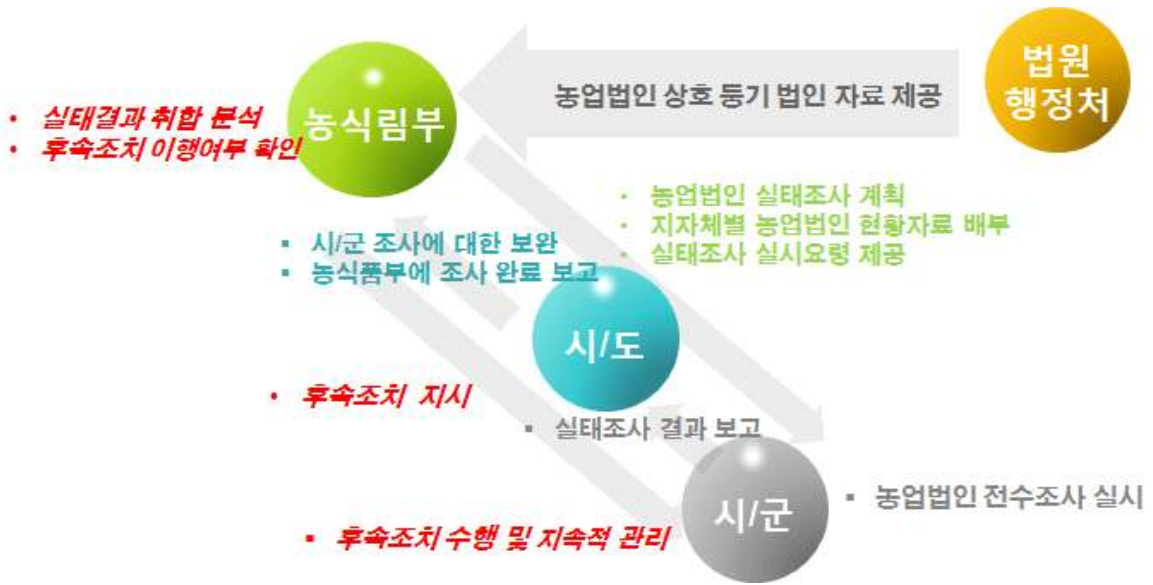 법원
행정처
농업법인 상호 등기 법인 자료 제공
농식림부
• 실태결과 취합 분석
• 후속조치 이행여부 확인
• 농업법인 실태조사 계획
• 지자체별 농업법인 현황자료 배부
• 실태조사 실시요령 제공
▪ 시/군 조사에 대한 보완
▪ 농식품부에 조사 완료 보고
시/도
• 후속조치 지시
▪ 실태조사 결과 보고
시/군
▪ 농업법인 전수조사 실시
▪ 후속조치 수행 및 지속적 관리